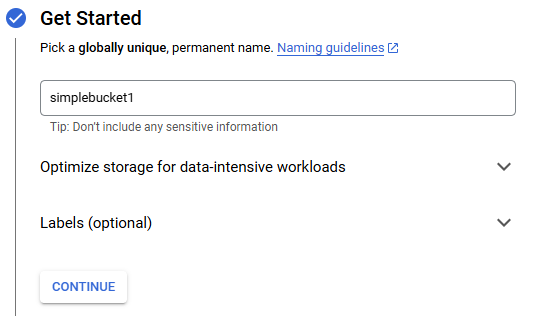 Get Started
Pick a globally unique, permanent name. Naming guidelines
simplebucket1
Tip: Don't include any sensitive information
Optimize storage for data-intensive workloads
Labels (optional)
CONTINUE